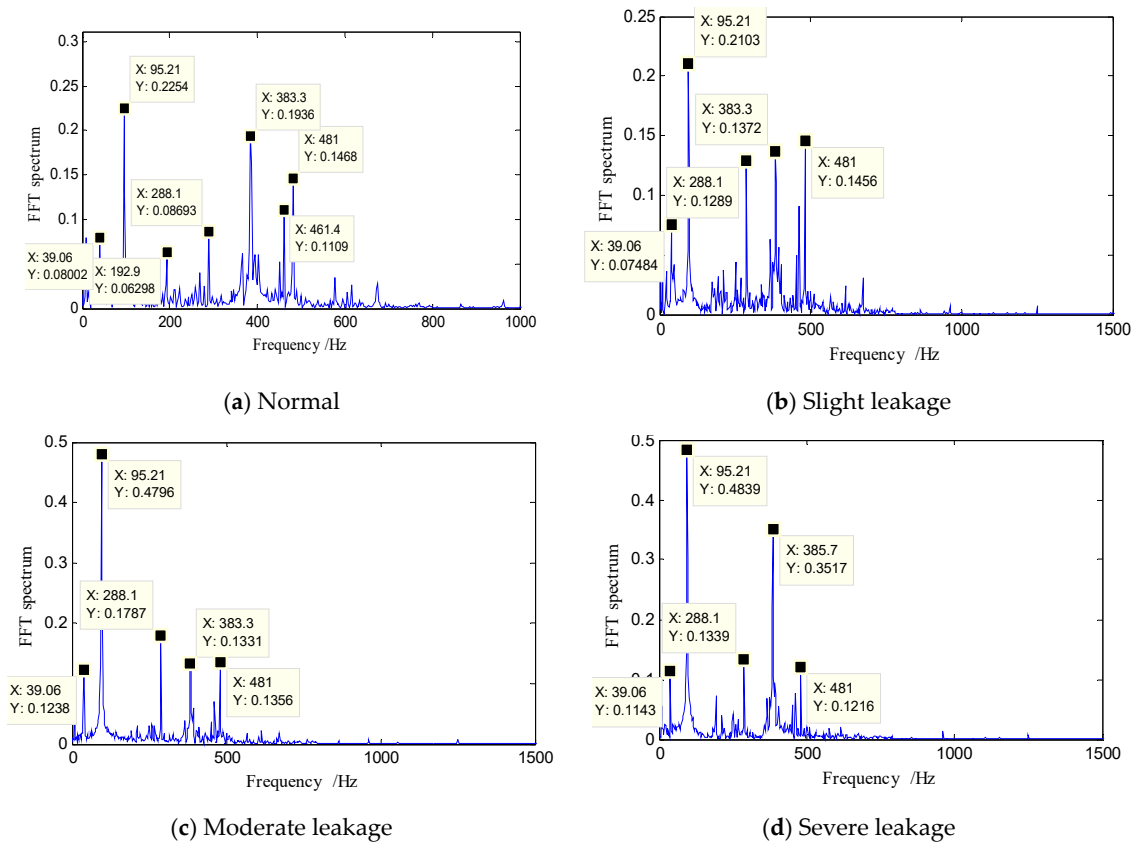 0.3
0.25
0.2
0.15
0.1
0.05
0
FFT spectrum
X: 95.21
Y: 0.2254
X: 383.3
Y: 0.1936
X: 481
Y: 0.1468
X: 288.1
Y: 0.08693
X: 461.4
Y: 0.1109
X: 39.06
Y: 0.08002
X: 192.9
Y: 0.06298
0 200 400 600 800 1000
Frequency /Hz
(a) Normal
0.25
0.2
0.15
0.1
0.05
0
FFT spectrum
X: 95.21
Y: 0.2103
X: 383.3
Y: 0.1372
X: 481
Y: 0.1456
X: 288.1
Y: 0.1289
X: 39.06
Y: 0.07484
0 500 1000 1500
Frequency /Hz
(b) Slight leakage
0.5
0.4
0.3
0.2
0
FFT spectrum
X: 95.21
Y: 0.4796
X: 288.1
Y: 0.1787
X: 383.3
Y: 0.1331
X: 39.06
Y: 0.1238
X: 481
Y: 0.1356
0 500 1000 1500
Frequency /Hz
(c) Moderate leakage
0.5
0.4
0.3
0.2
0.1
0
FFT spectrum
X: 95.21
Y: 0.4839
X: 385.7
Y: 0.3517
X: 288.1
Y: 0.1339
X: 39.06
Y: 0.1143
X: 481
Y: 0.1216
0 500 1000 1500
Frequency /Hz
(d) Severe leakage